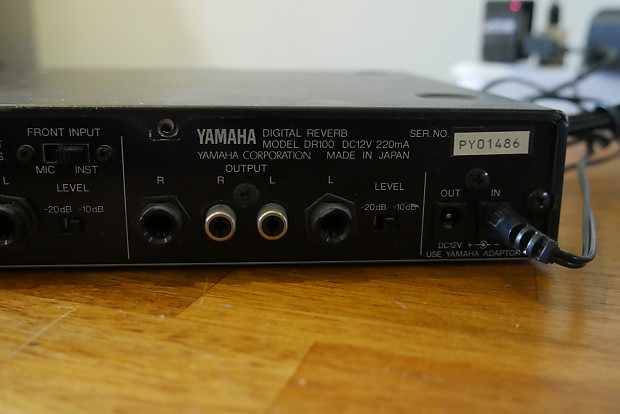 FRONT INPUT
MIC INST
L LEVEL
-20dB -10dB
YAMAHA DIGITAL REVERB
MODEL DR100 DC12V 220mA
YAMAHA CORPORATION MADE IN JAPAN
SER. NO. PY01486
OUTPUT
R R L L LEVEL
-20dB -10dB
OUT IN
DC12V + -
USE YAMAHA ADAPTOR